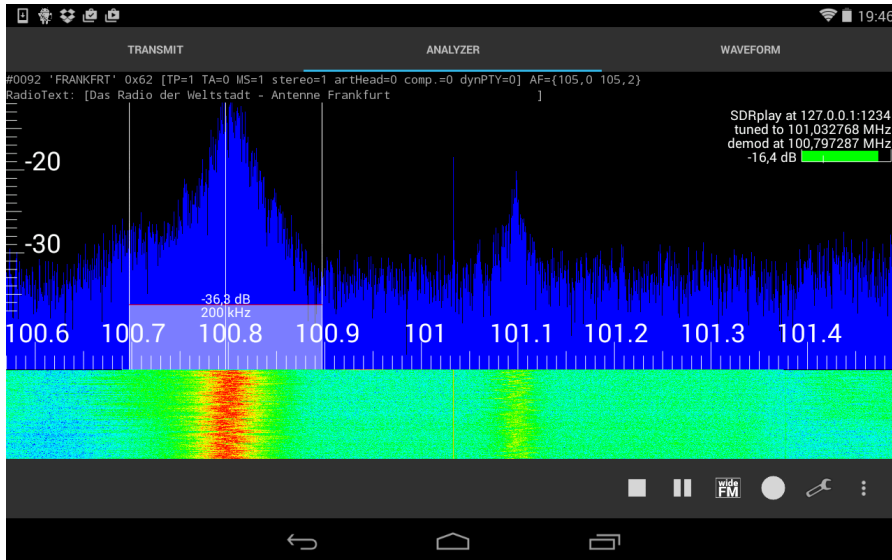 19:46
TRANSMIT ANALYZER WAVEFORM
#0092 'FRANKFRT' 0x62 [TP=1 TA=0 MS=1 stereo=1 artHead=0 comp.=0 dynPTY=0] AF={105,0 105,2}
RadioText: [Das Radio der Weltstadt - Antenne Frankfurt ]
SDRplay at 127.0.0.1:1234
tuned to 101,032768 MHz
demod at 100,797287 MHz
-16,4 dB
-20
-30
-36,3 dB
200 kHz
100.6 100.7 100.8 100.9 101 101.1 101.2 101.3 101.4
wide
FM